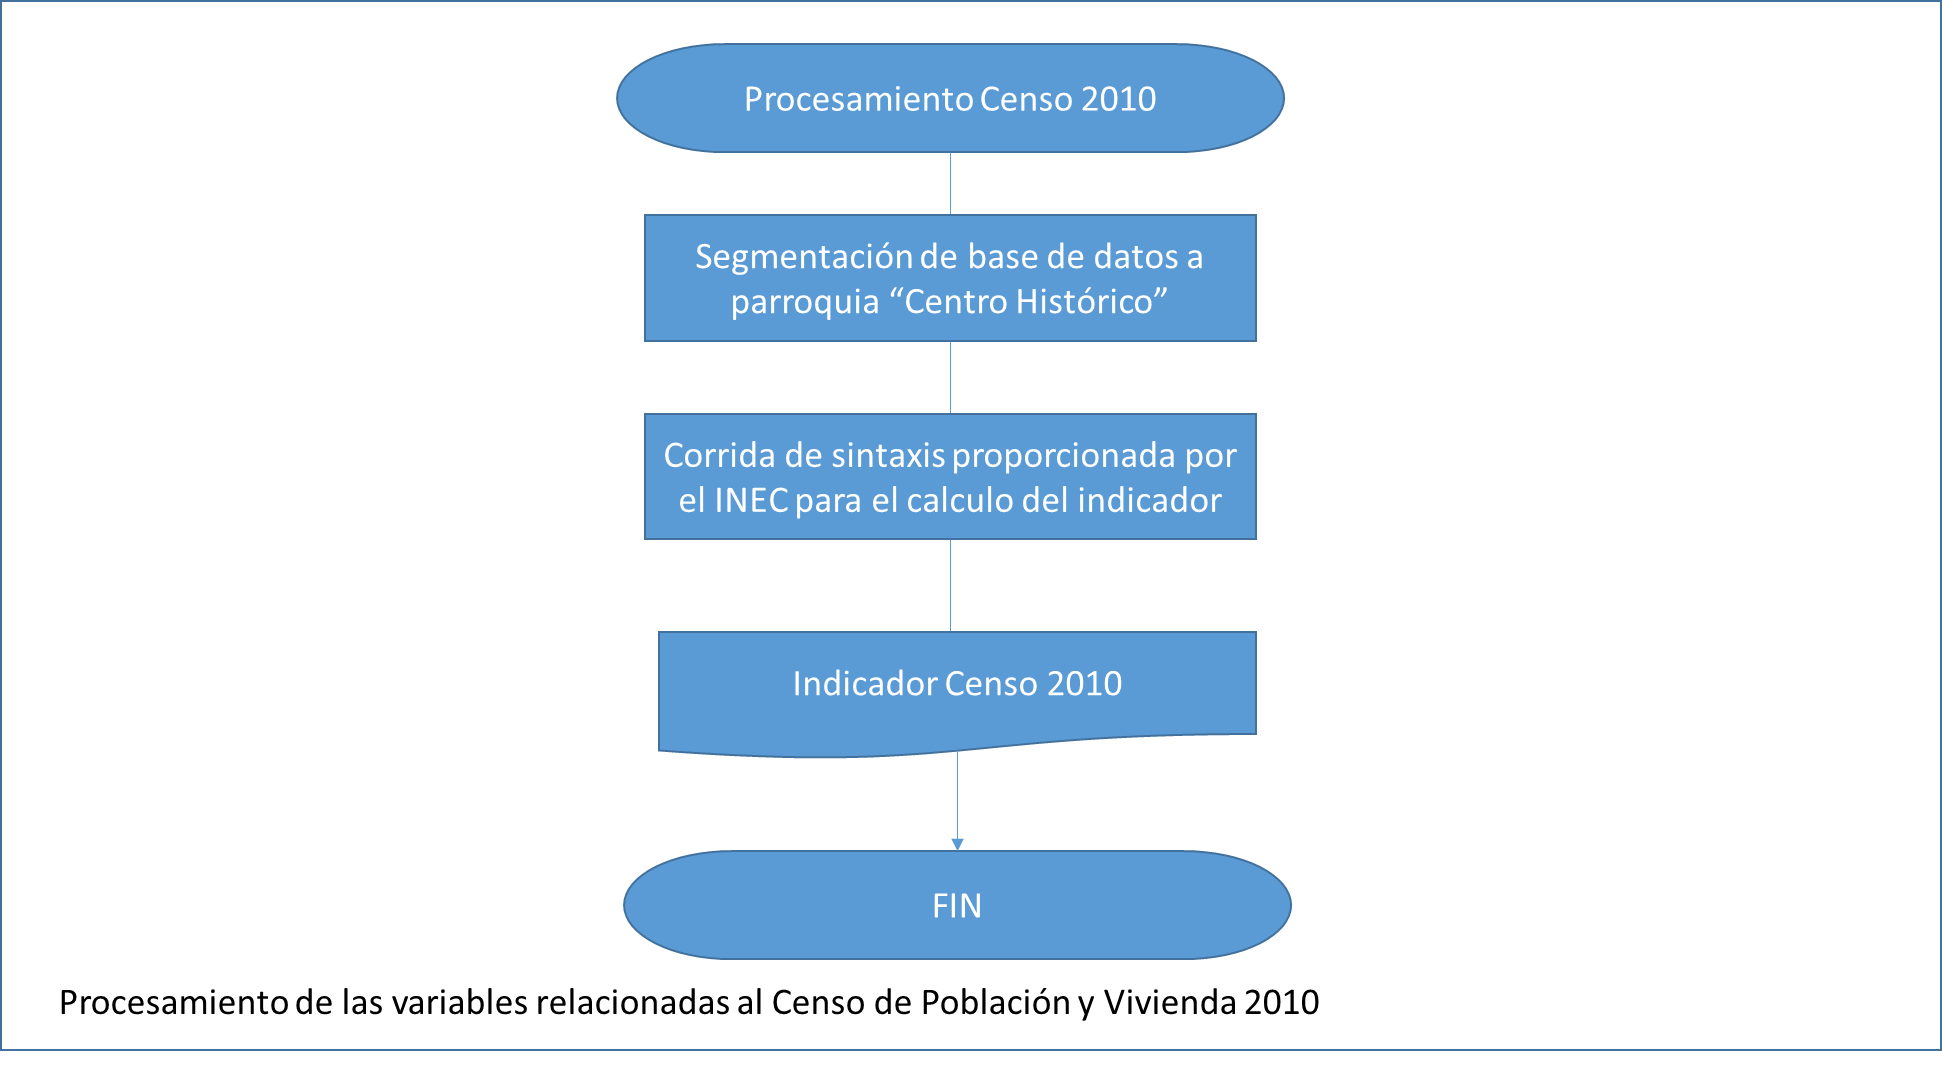 Procesamiento Censo 2010
Segmentación de base de datos a
parroquia “Centro Histórico”
Corrida de sintaxis proporcionada por
el INEC para el calculo del indicador
Indicador Censo 2010
FIN
Procesamiento de las variables relacionadas al Censo de Población y Vivienda 2010